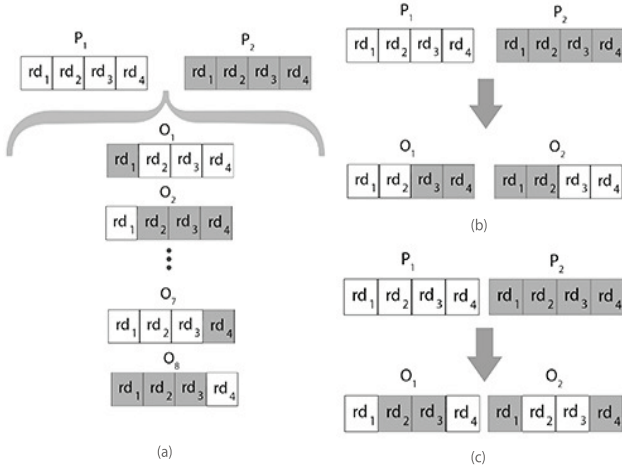 P₁ P₂
rd₁ rd₂ rd₃ rd₄ rd₁ rd₂ rd₃ rd₄
O₁
rd₁ rd₂ rd₃ rd₄
O₂
rd₁ rd₂ rd₃ rd₄
O₇
rd₁ rd₂ rd₃ rd₄
O₈
rd₁ rd₂ rd₃ rd₄
(a)
P₁ P₂
rd₁ rd₂ rd₃ rd₄ rd₁ rd₂ rd₃ rd₄
O₁ O₂
rd₁ rd₂ rd₃ rd₄ rd₁ rd₂ rd₃ rd₄
(b)
P₁ P₂
rd₁ rd₂ rd₃ rd₄ rd₁ rd₂ rd₃ rd₄
O₁ O₂
rd₁ rd₂ rd₃ rd₄ rd₁ rd₂ rd₃ rd₄
(c)